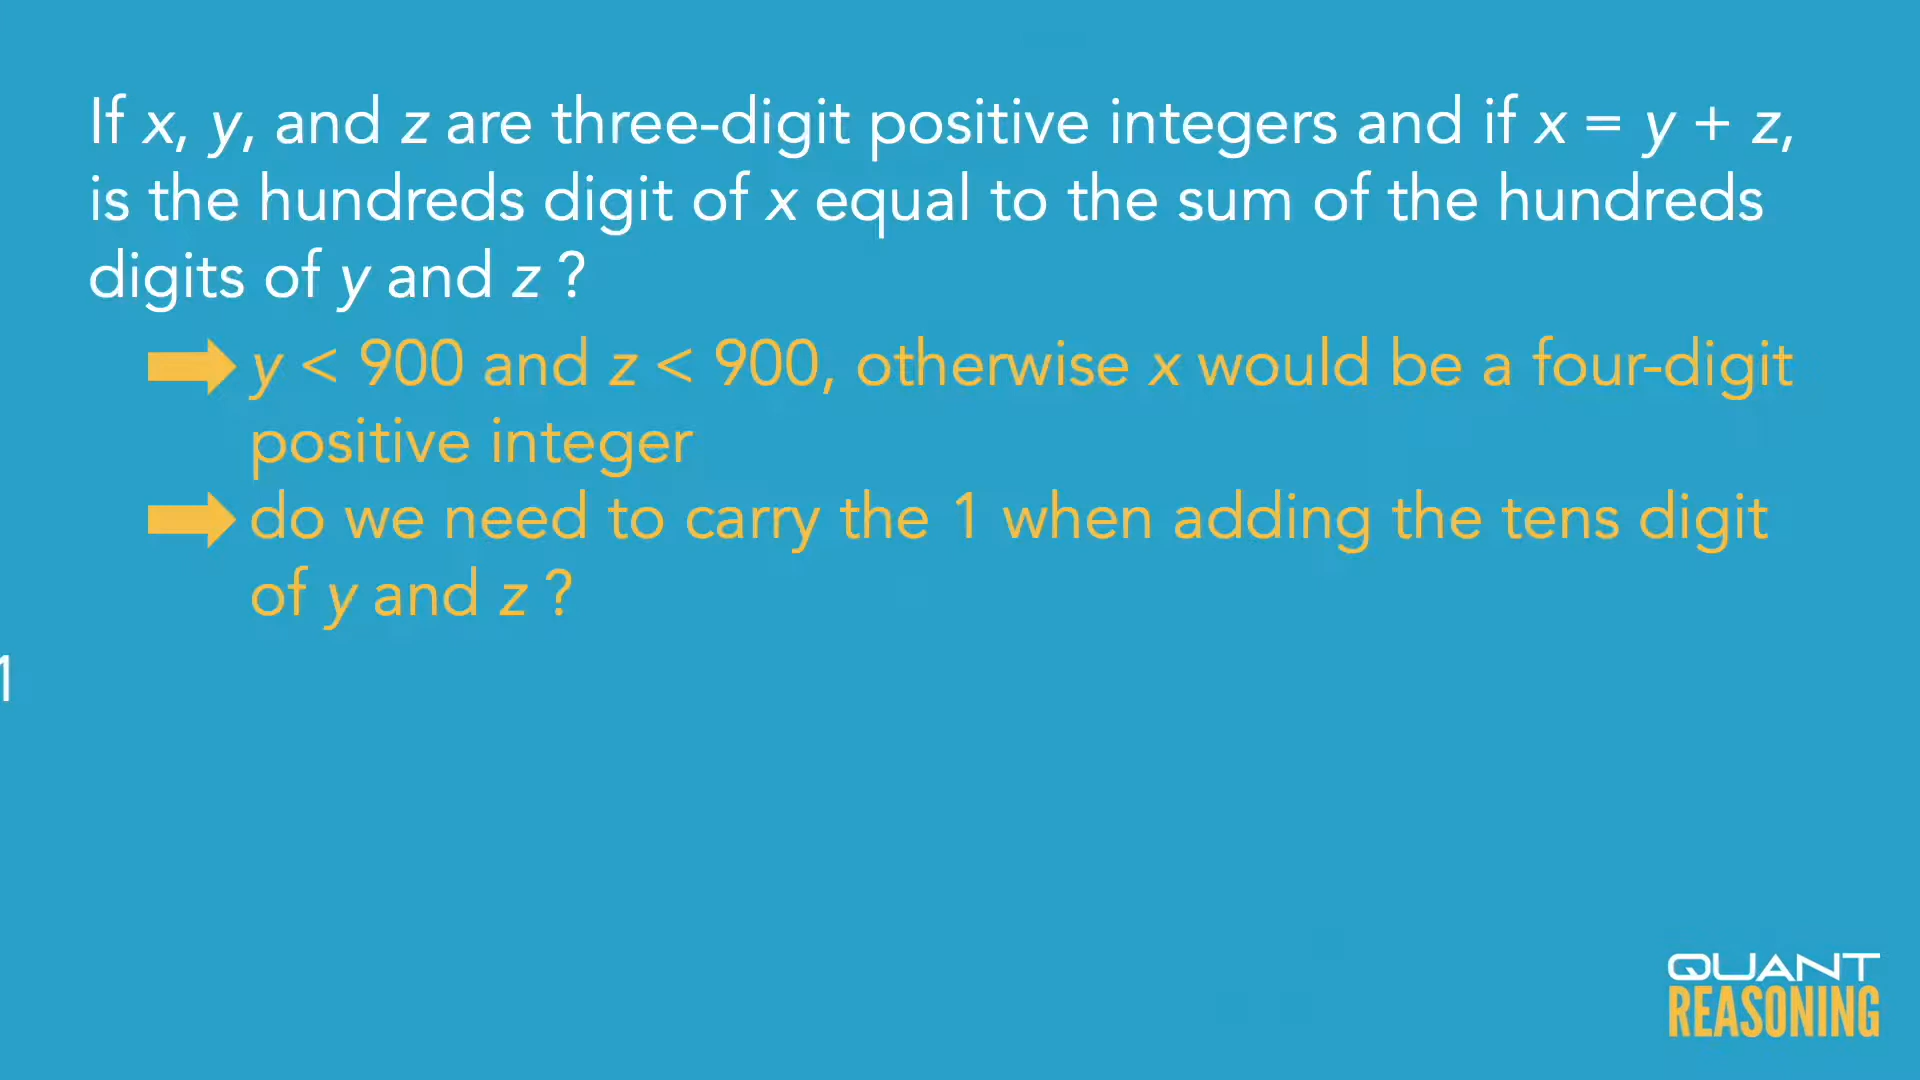 If x, y, and z are three-digit positive integers and if x = y + z,
is the hundreds digit of x equal to the sum of the hundreds
digits of y and z ?
y < 900 and z < 900, otherwise x would be a four-digit
positive integer
do we need to carry the 1 when adding the tens digit
of y and z ?
1
QUANT
REASONING